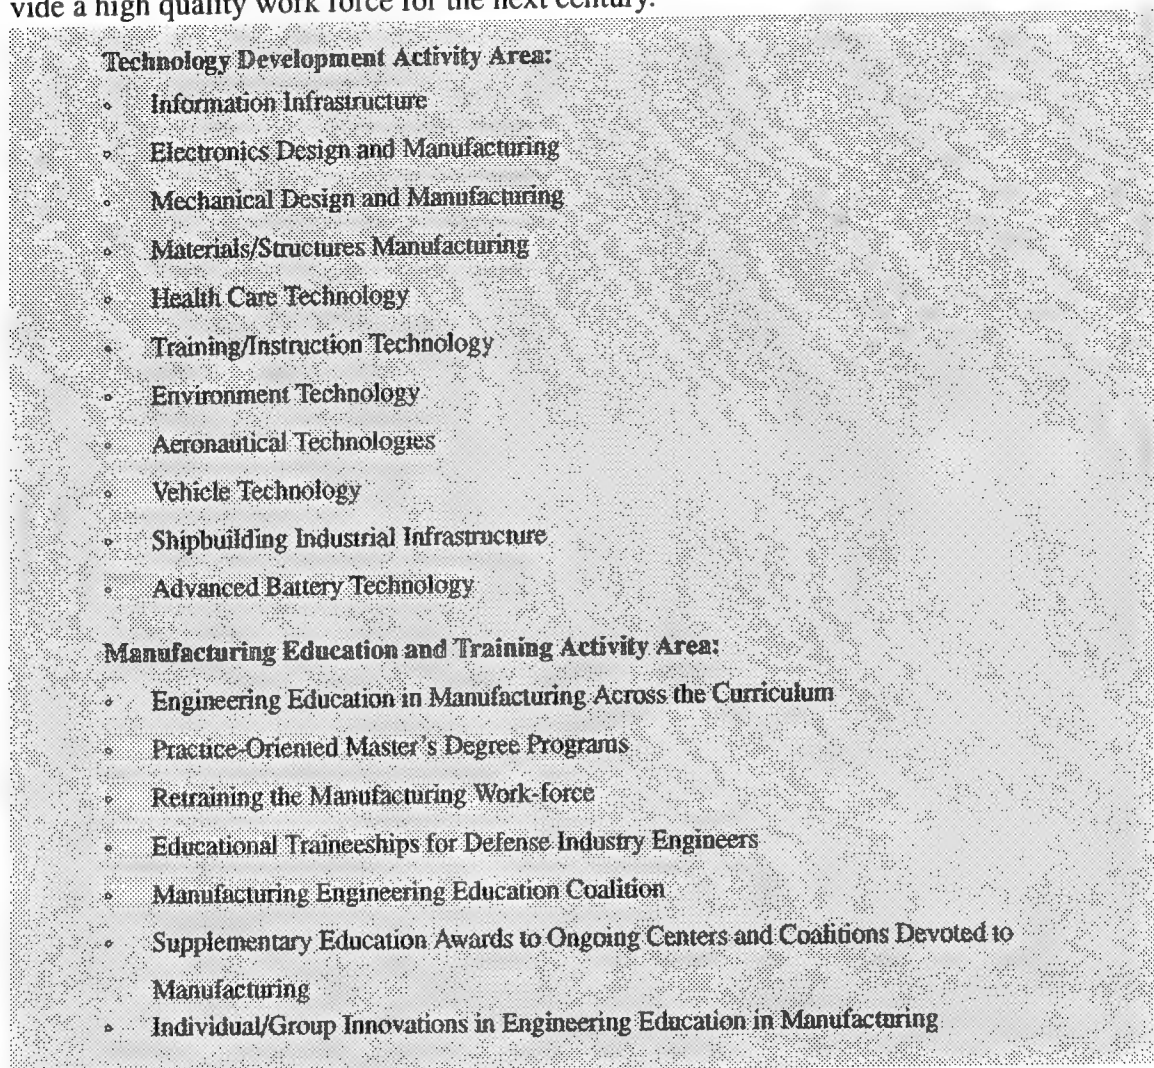 vide a high quality work force for the next century.
Technology Development Activity Area:
• Information Infrastructure
• Electronics Design and Manufacturing
• Mechanical Design and Manufacturing
• Materials/Structures Manufacturing
• Health Care Technology
• Training/Instruction Technology
• Environment Technology
• Aeronautical Technologies
• Vehicle Technology
• Shipbuilding Industrial Infrastructure
• Advanced Battery Technology
Manufacturing Education and Training Activity Area:
• Engineering Education in Manufacturing Across the Curriculum
• Practice-Oriented Master's Degree Programs
• Retraining the Manufacturing Work-force
• Educational Traineeships for Defense Industry Engineers
• Manufacturing Engineering Education Coalition
• Supplementary Education Awards to Ongoing Centers and Coalitions Devoted to
Manufacturing
• Individual/Group Innovations in Engineering Education in Manufacturing